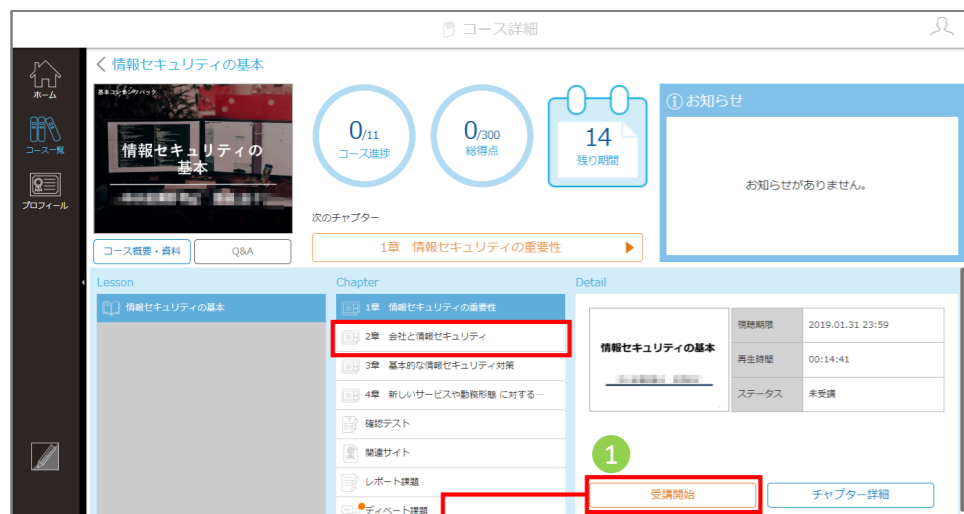 コース詳細
情報セキュリティの基本
ホーム
コース一覧
プロフィール
基本コンテンツパック
情報セキュリティの
基本
0/11
コース進捗
0/300
総得点
14
残り期間
お知らせ
お知らせがありません。
次のチャプター
1章 情報セキュリティの重要性
コース概要・資料
Q&A
Lesson
情報セキュリティの基本
Chapter
1章 情報セキュリティの重要性
2章 会社と情報セキュリティ
3章 基本的な情報セキュリティ対策
4章 新しいサービスや勤務形態 に対する…
確認テスト
関連サイト
レポート課題
ディベート課題
Detail
情報セキュリティの基本
視聴期限 2019.01.31 23:59
再生時間 00:14:41
ステータス 未受講
1
受講開始
チャプター詳細